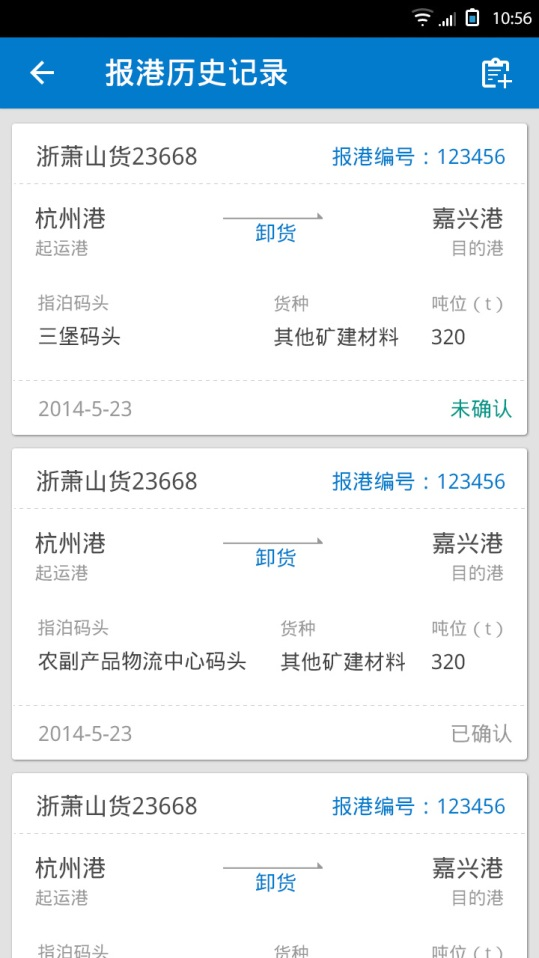 10:56
报港历史记录
浙萧山货23668 报港编号：123456
杭州港 嘉兴港
卸货
起运港 目的港
指泊码头 货种 吨位（t）
三堡码头 其他矿建材料 320
2014-5-23 未确认
浙萧山货23668 报港编号：123456
杭州港 嘉兴港
卸货
起运港 目的港
指泊码头 货种 吨位（t）
农副产品物流中心码头 其他矿建材料 320
2014-5-23 已确认
浙萧山货23668 报港编号：123456
杭州港 嘉兴港
卸货
起运港 目的港
指泊码头 货种 吨位（t）